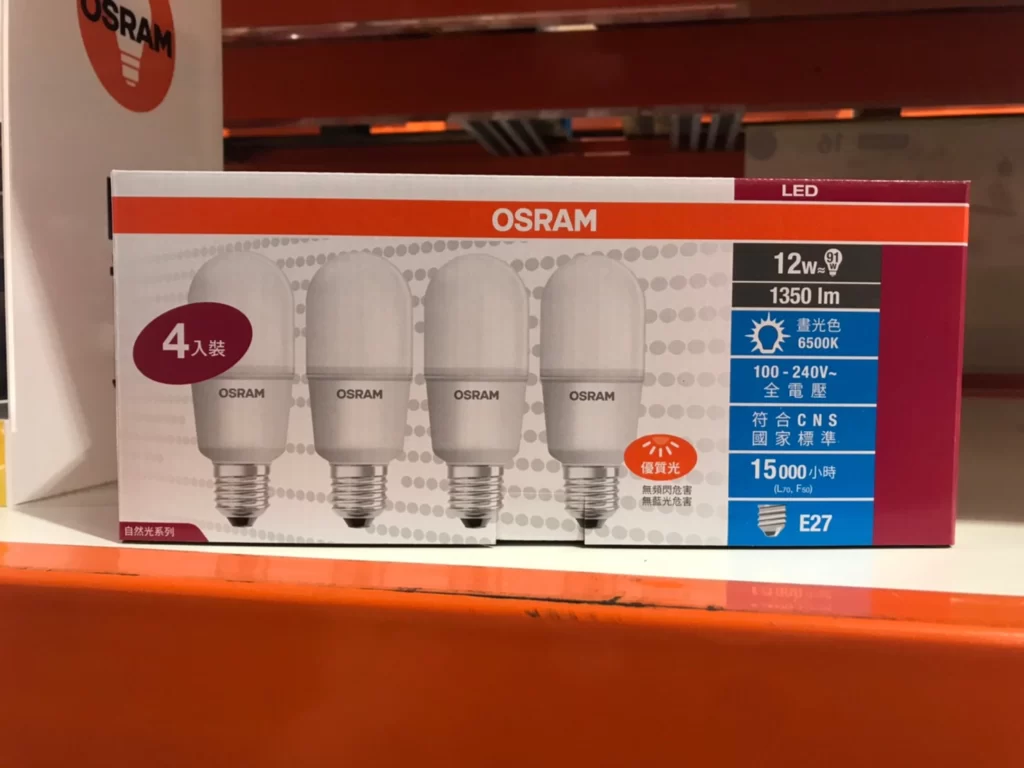 OSRAM
LED
OSRAM
12w≈91w
1350 lm
晝光色
6500K
100-240V~
全電壓
符合CNS
國家標準
15000小時
(L70, F50)
E27
4入裝
OSRAM
OSRAM
OSRAM
OSRAM
優質光
無頻閃危害
無藍光危害
自然光系列